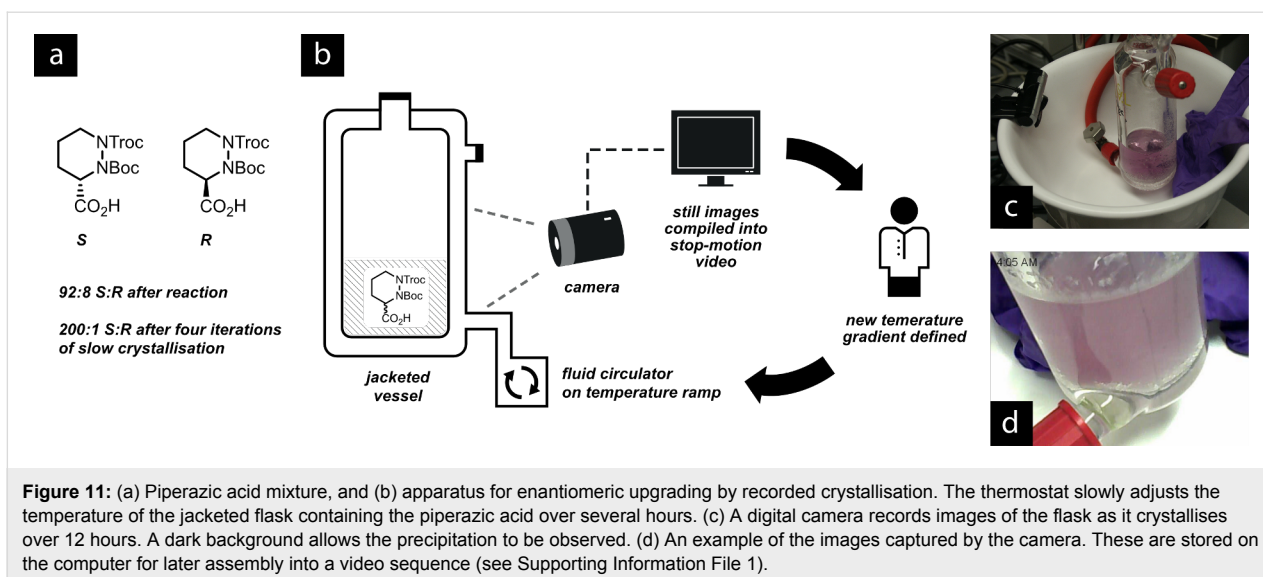 a
b
c
d
NTroc
NBoc
CO₂H
S
NTroc
NBoc
CO₂H
R
92:8 S:R after reaction
200:1 S:R after four iterations
of slow crystallisation
NTroc
NBoc
CO₂H
jacketed
vessel
camera
still images
compiled into
stop-motion
video
fluid circulator
on temperature ramp
new temerature
gradient defined
4:05 AM
Figure 11: (a) Piperazic acid mixture, and (b) apparatus for enantiomeric upgrading by recorded crystallisation. The thermostat slowly adjusts the
temperature of the jacketed flask containing the piperazic acid over several hours. (c) A digital camera records images of the flask as it crystallises
over 12 hours. A dark background allows the precipitation to be observed. (d) An example of the images captured by the camera. These are stored on
the computer for later assembly into a video sequence (see Supporting Information File 1).